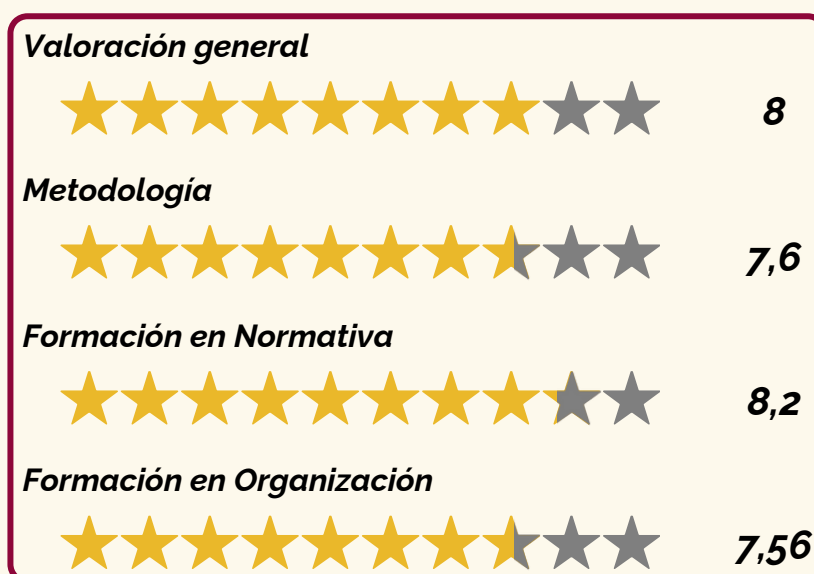 Valoración general
8
Metodología
7,6
Formación en Normativa
8,2
Formación en Organización
7,56